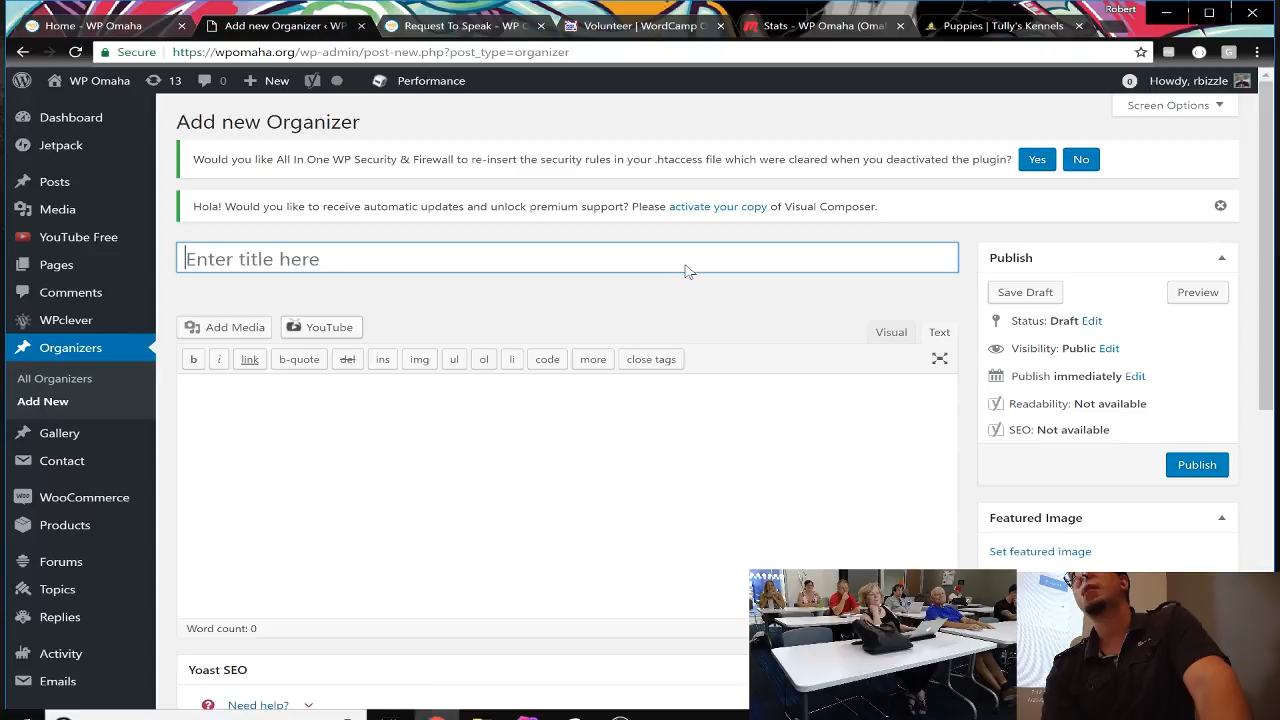 Robert
Home - WP Omaha
Add new Organizer ‹ WP
Request To Speak - WP O
Volunteer | WordCamp O
Stats - WP Omaha (Omal
Puppies | Tully's Kennels
Secure https://wpomaha.org/wp-admin/post-new.php?post_type=organizer
WP Omaha 13 0 New Performance 0 Howdy, rbizzle
Screen Options
Add new Organizer
Would you like All In One WP Security & Firewall to re-insert the security rules in your .htaccess file which were cleared when you deactivated the plugin? Yes No
Hola! Would you like to receive automatic updates and unlock premium support? Please activate your copy of Visual Composer.
Dashboard
Jetpack
Posts
Media
YouTube Free
Pages
Comments
WPclever
Organizers
All Organizers
Add New
Gallery
Contact
WooCommerce
Products
Forums
Topics
Replies
Activity
Emails
Enter title here
Add Media YouTube
Visual Text
b i link b-quote del ins img ul ol li code more close tags
Word count: 0
Yoast SEO
Need help?
Publish
Save Draft Preview
Status: Draft Edit
Visibility: Public Edit
Publish immediately Edit
Readability: Not available
SEO: Not available
Publish
Featured Image
Set featured image